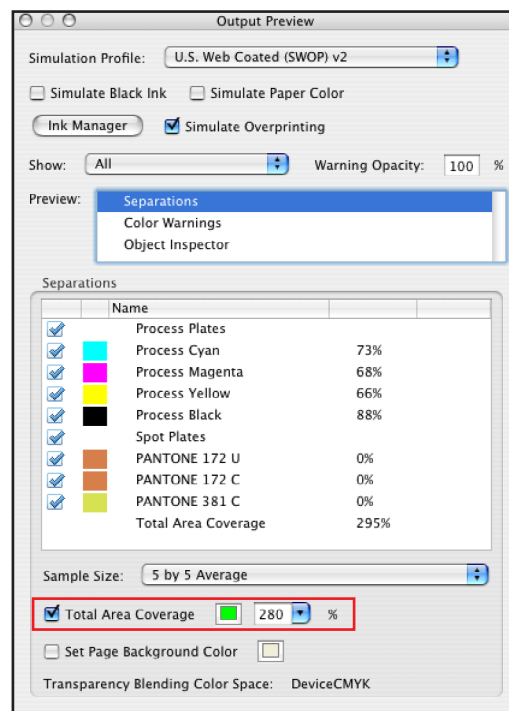 Output Preview
Simulation Profile: U.S. Web Coated (SWOP) v2
Simulate Black Ink Simulate Paper Color
Ink Manager Simulate Overprinting
Show: All Warning Opacity: 100 %
Preview: Separations
Color Warnings
Object Inspector
Separations
Name
Process Plates
Process Cyan 73%
Process Magenta 68%
Process Yellow 66%
Process Black 88%
Spot Plates
PANTONE 172 U 0%
PANTONE 172 C 0%
PANTONE 381 C 0%
Total Area Coverage 295%
Sample Size: 5 by 5 Average
Total Area Coverage 280 %
Set Page Background Color
Transparency Blending Color Space: DeviceCMYK